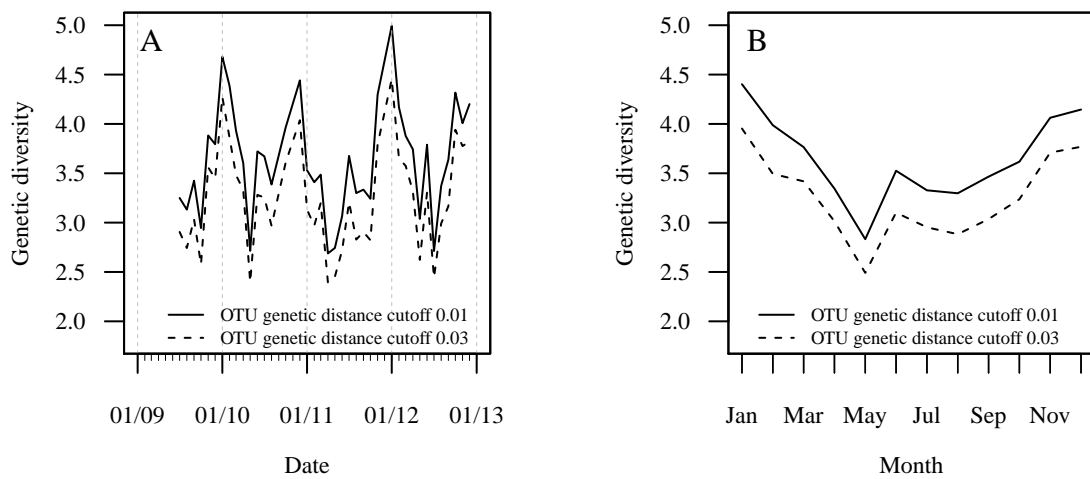 A
Genetic diversity
5.0
4.5
4.0
3.5
3.0
2.5
2.0
OTU genetic distance cutoff 0.01
OTU genetic distance cutoff 0.03
01/09 01/10 01/11 01/12 01/13
Date
B
Genetic diversity
5.0
4.5
4.0
3.5
3.0
2.5
2.0
OTU genetic distance cutoff 0.01
OTU genetic distance cutoff 0.03
Jan Mar May Jul Sep Nov
Month